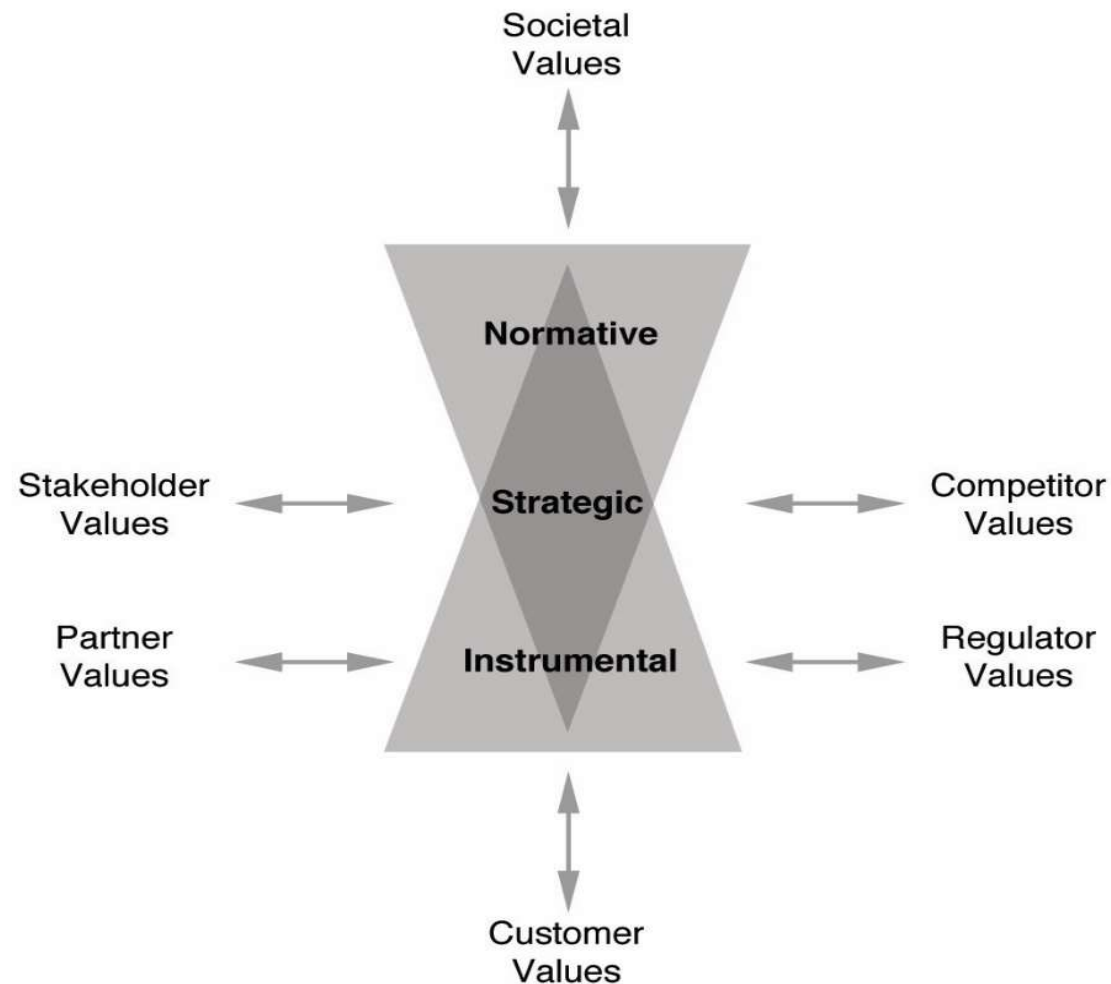 Societal
Values
Normative
Stakeholder
Values
Strategic
Competitor
Values
Partner
Values
Instrumental
Regulator
Values
Customer
Values